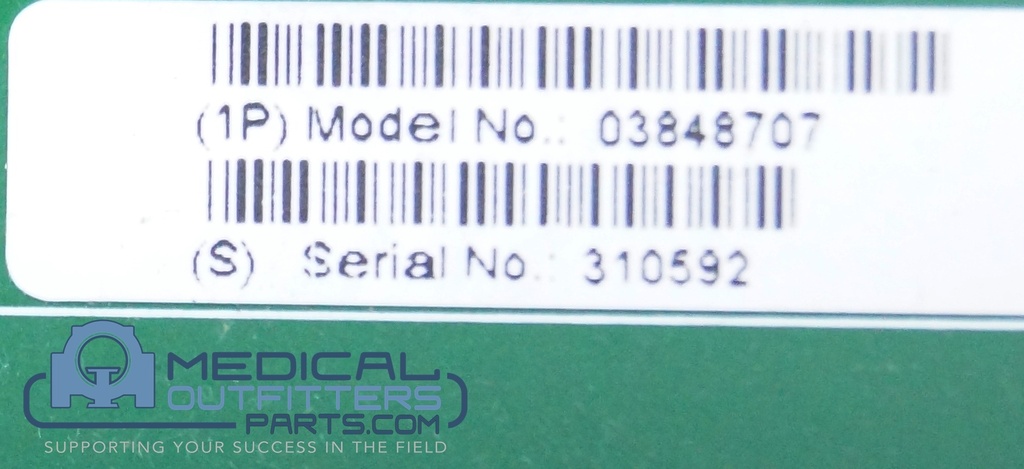 (1P) Model No.: 03848707
(S) Serial No.: 310592
MEDICAL
OUTFITTERS
PARTS.COM
SUPPORTING YOUR SUCCESS IN THE FIELD